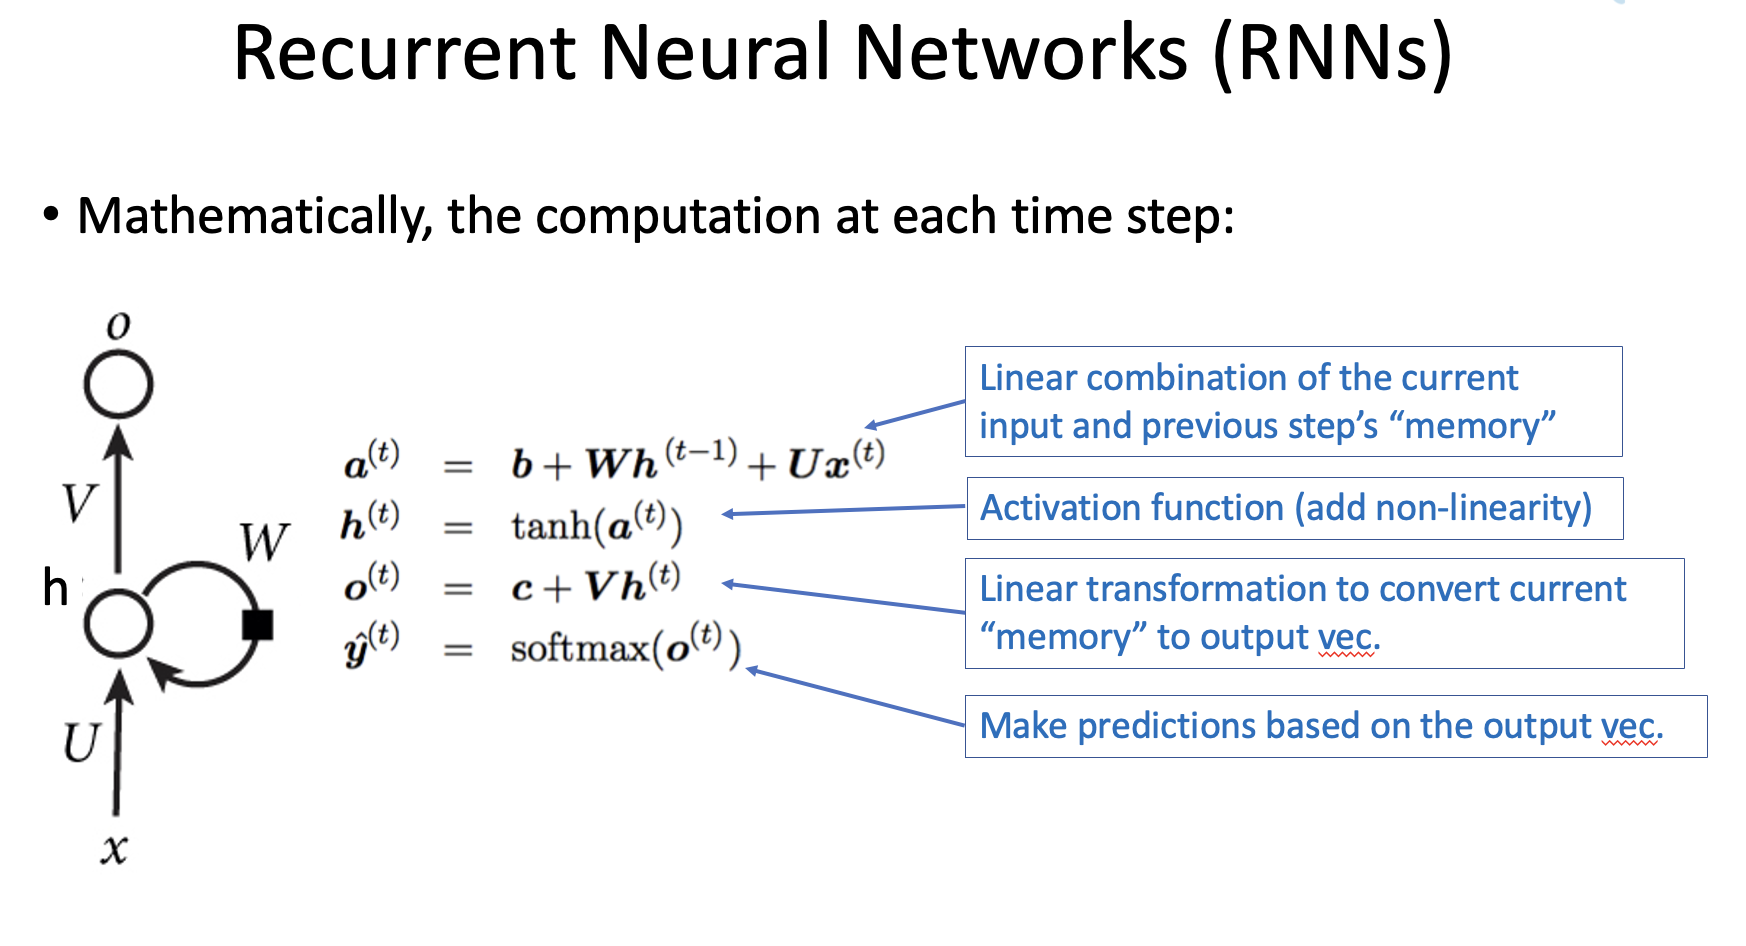 Recurrent Neural Networks (RNNs)
• Mathematically, the computation at each time step:
o
V
W
h
U
x
a^(t) = b + Wh^(t−1) + Ux^(t)
h^(t) = tanh(a^(t))
o^(t) = c + Vh^(t)
ŷ^(t) = softmax(o^(t))
Linear combination of the current
input and previous step’s “memory”
Activation function (add non-linearity)
Linear transformation to convert current
“memory” to output vec.
Make predictions based on the output vec.